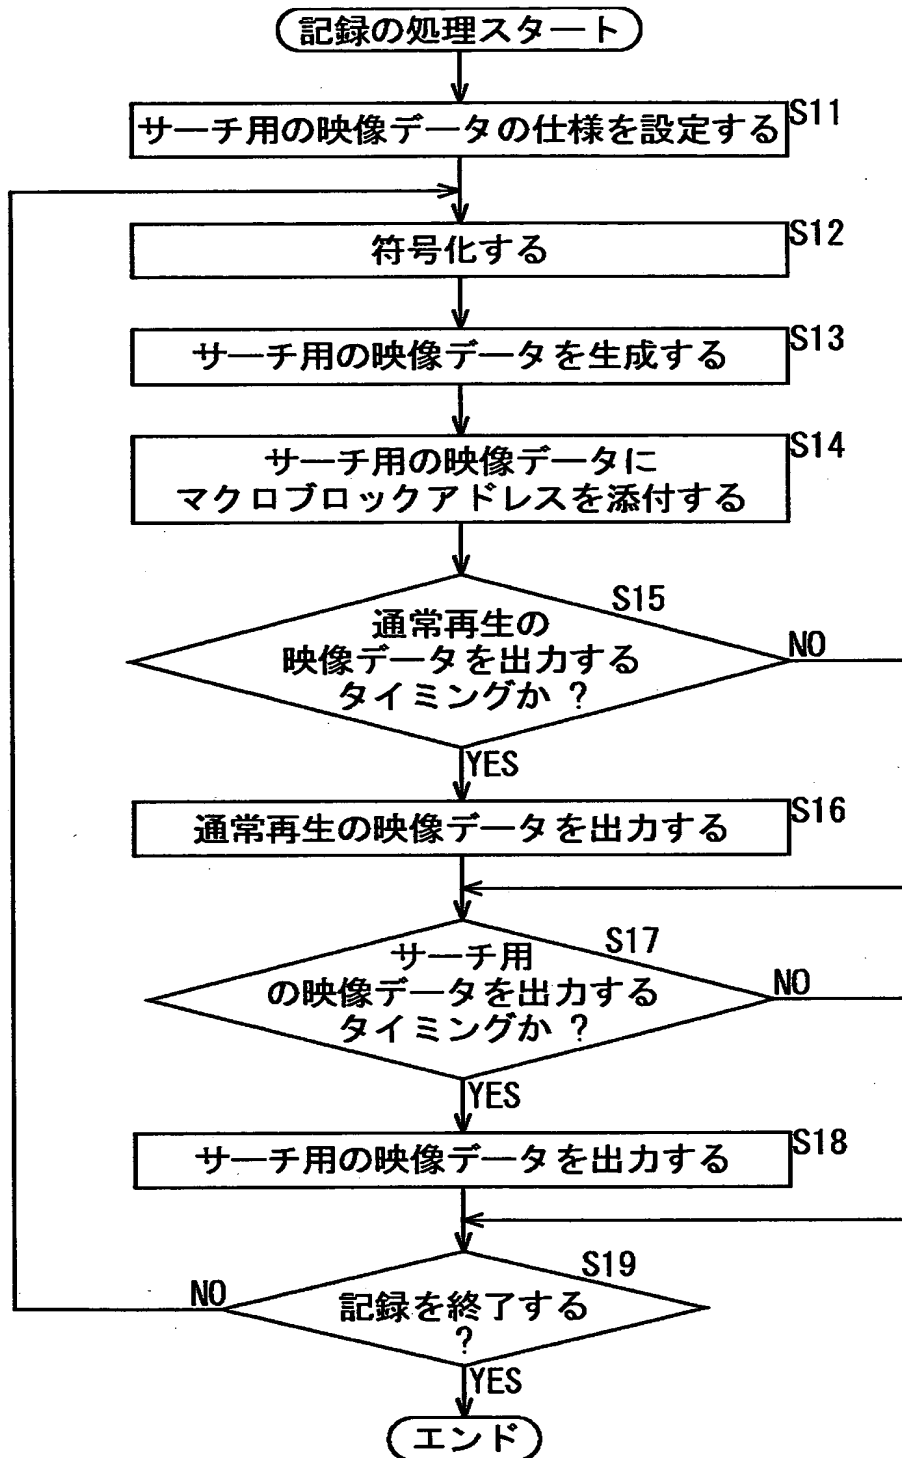 記録の処理スタート
S11
サーチ用の映像データの仕様を設定する
S12
符号化する
S13
サーチ用の映像データを生成する
S14
サーチ用の映像データに
マクロブロックアドレスを添付する
S15
通常再生の
映像データを出力する
タイミングか ?
NO
YES
S16
通常再生の映像データを出力する
S17
サーチ用
の映像データを出力する
タイミングか ?
NO
YES
S18
サーチ用の映像データを出力する
S19
NO
記録を終了する
?
YES
エンド